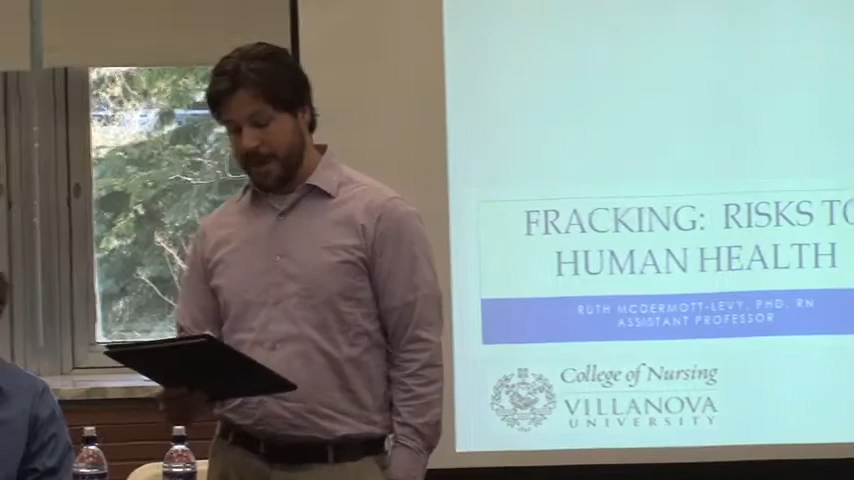 FRACKING: RISKS TO
HUMAN HEALTH
RUTH MCDERMOTT-LEVY, PHD, RN
ASSISTANT PROFESSOR
College of Nursing
VILLANOVA
UNIVERSITY